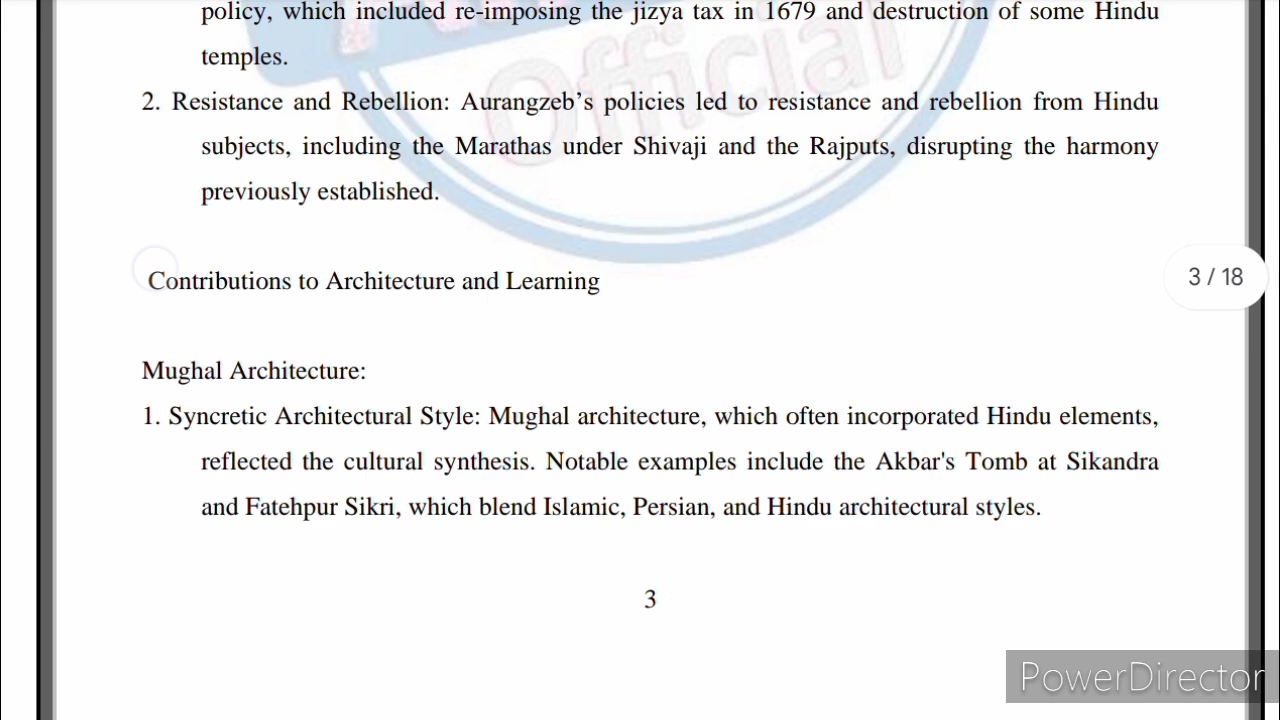 policy, which included re-imposing the jizya tax in 1679 and destruction of some Hindu
temples.
Official
2. Resistance and Rebellion: Aurangzeb’s policies led to resistance and rebellion from Hindu
subjects, including the Marathas under Shivaji and the Rajputs, disrupting the harmony
previously established.
Contributions to Architecture and Learning
3 / 18
Mughal Architecture:
1. Syncretic Architectural Style: Mughal architecture, which often incorporated Hindu elements,
reflected the cultural synthesis. Notable examples include the Akbar's Tomb at Sikandra
and Fatehpur Sikri, which blend Islamic, Persian, and Hindu architectural styles.
3
PowerDirector